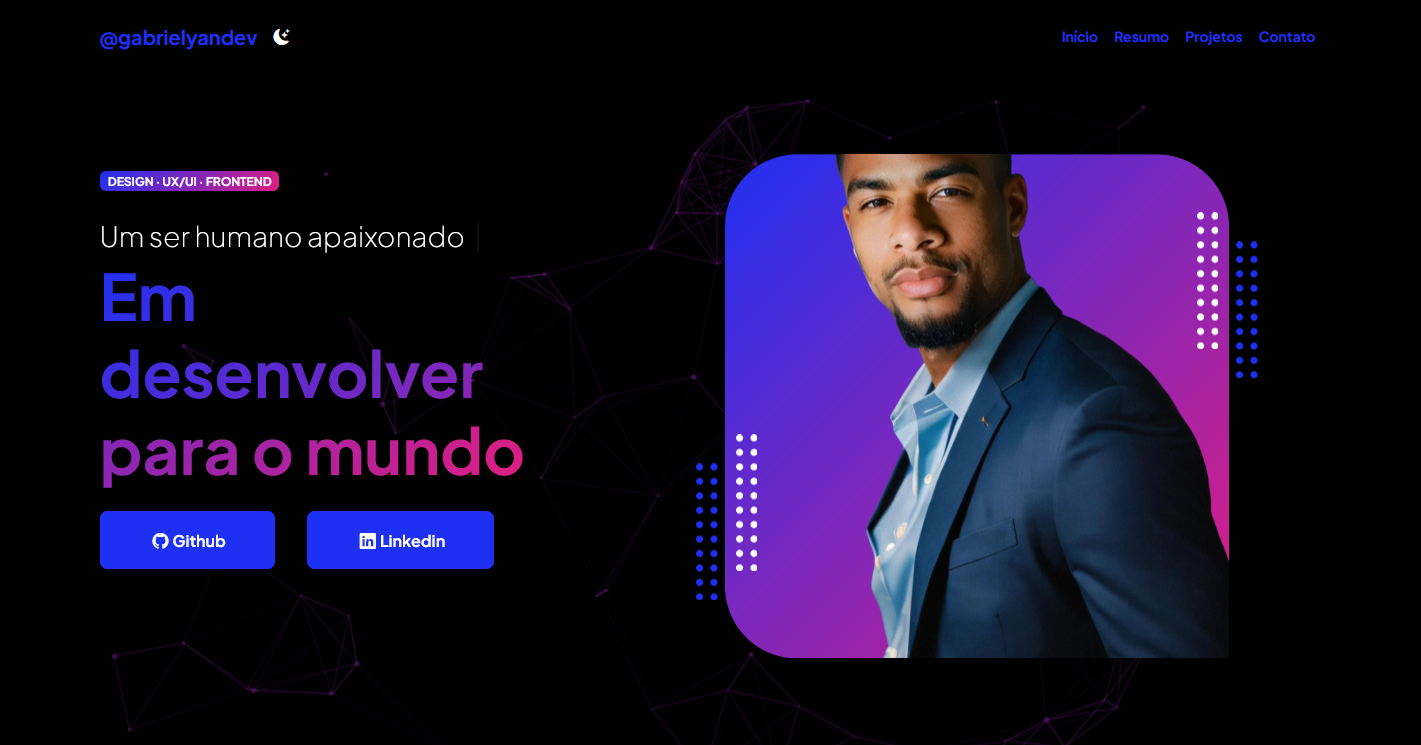 @gabrielyandev
Início Resumo Projetos Contato
DESIGN · UX/UI · FRONTEND
Um ser humano apaixonado
Em
desenvolver
para o mundo
Github
Linkedin